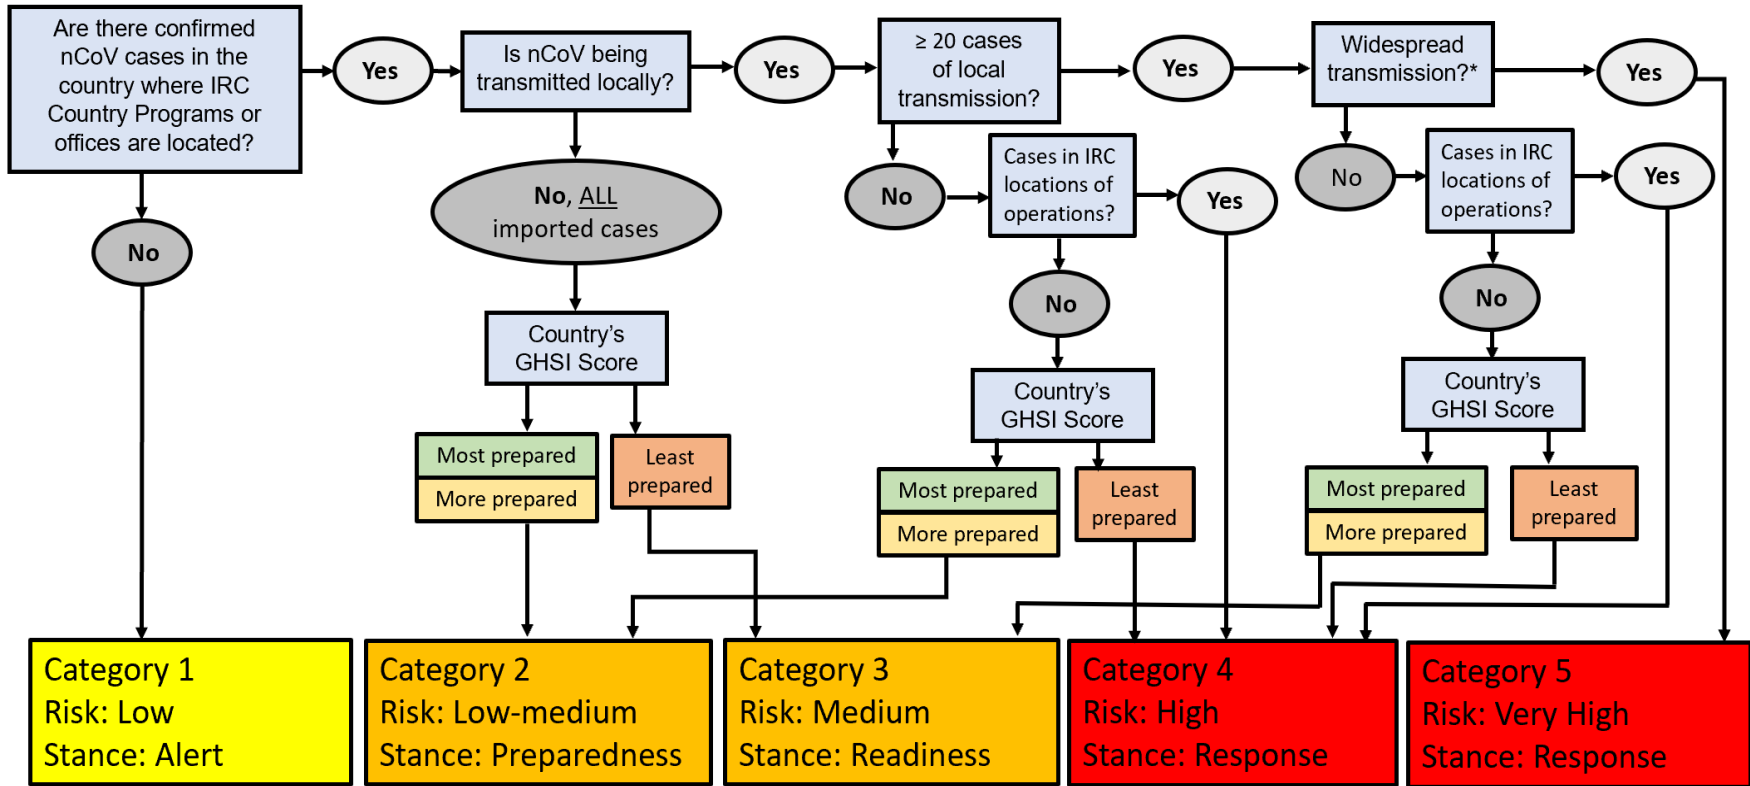 Are there confirmed
nCoV cases in the
country where IRC
Country Programs or
offices are located?
Yes
Is nCoV being
transmitted locally?
Yes
≥ 20 cases
of local
transmission?
Yes
Widespread
transmission?*
Yes
No
No, ALL
imported cases
No
Cases in IRC
locations of
operations?
Yes
No
Cases in IRC
locations of
operations?
Yes
Country's
GHSI Score
No
No
Most prepared
More prepared
Least
prepared
Country's
GHSI Score
Country's
GHSI Score
Most prepared
More prepared
Least
prepared
Most prepared
More prepared
Least
prepared
Category 1
Risk: Low
Stance: Alert
Category 2
Risk: Low-medium
Stance: Preparedness
Category 3
Risk: Medium
Stance: Readiness
Category 4
Risk: High
Stance: Response
Category 5
Risk: Very High
Stance: Response